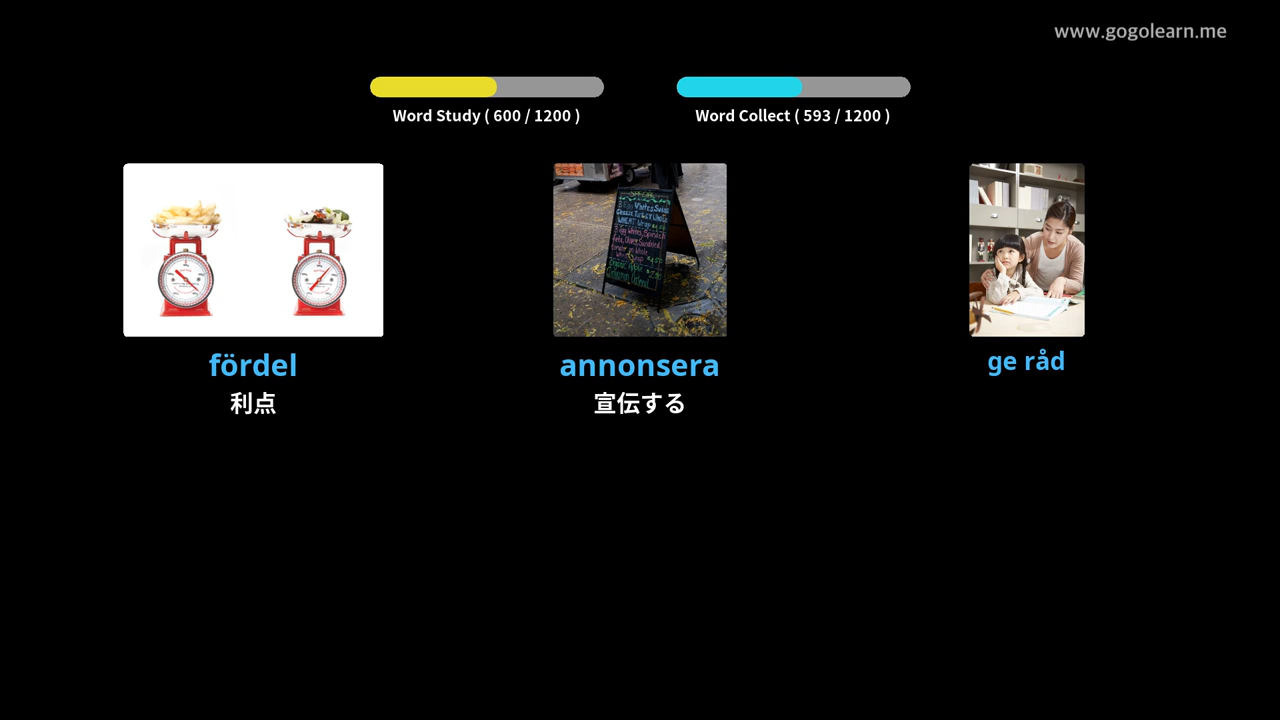 www.gogolearn.me
Word Study ( 600 / 1200 )
Word Collect ( 593 / 1200 )
fördel
annonsera
ge råd
利点
宣伝する